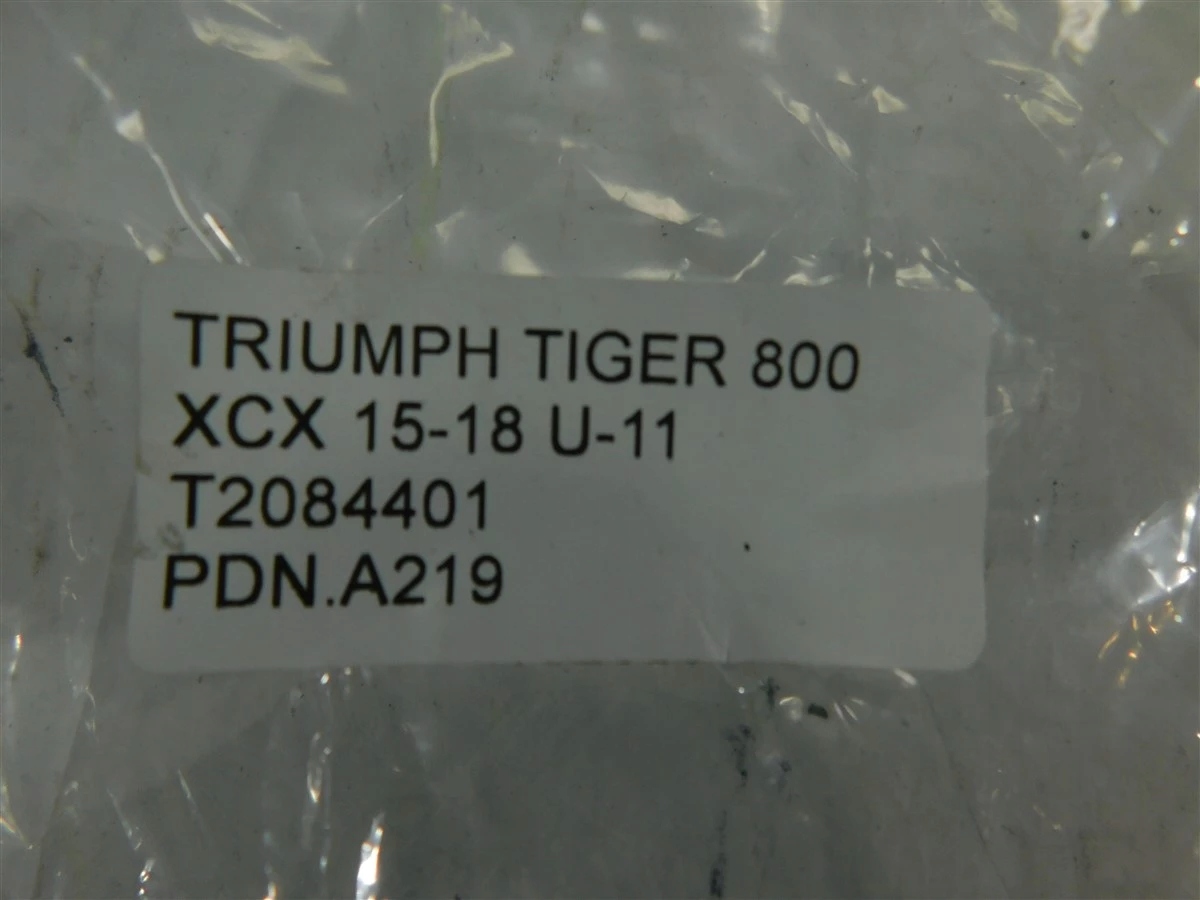 TRIUMPH TIGER 800
XCX 15-18 U-11
T2084401
PDN.A219